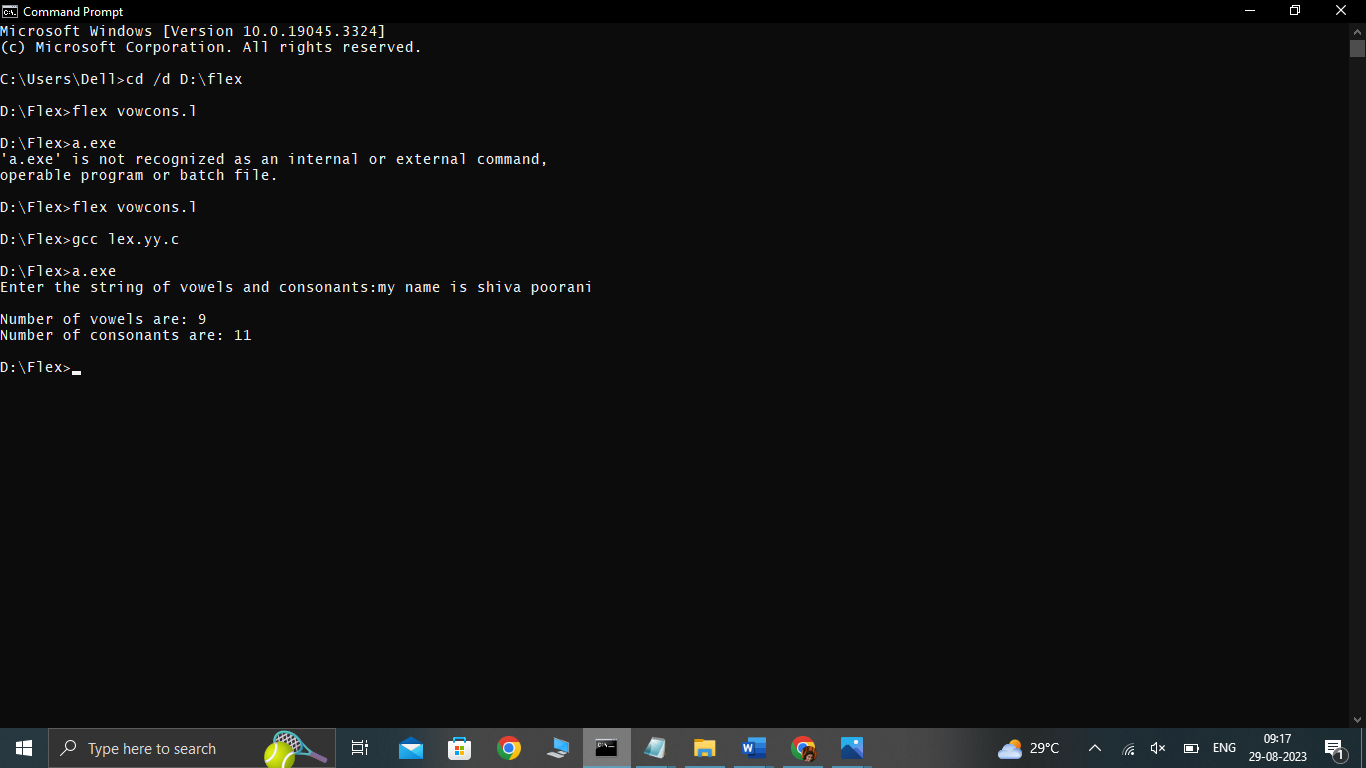 Command Prompt
Microsoft Windows [Version 10.0.19045.3324]
(c) Microsoft Corporation. All rights reserved.
C:\Users\Dell>cd /d D:\flex
D:\Flex>flex vowcons.l
D:\Flex>a.exe
'a.exe' is not recognized as an internal or external command,
operable program or batch file.
D:\Flex>flex vowcons.l
D:\Flex>gcc lex.yy.c
D:\Flex>a.exe
Enter the string of vowels and consonants:my name is shiva poorani
Number of vowels are: 9
Number of consonants are: 11
D:\Flex>
Type here to search
29°C
ENG
09:17
29-08-2023
1